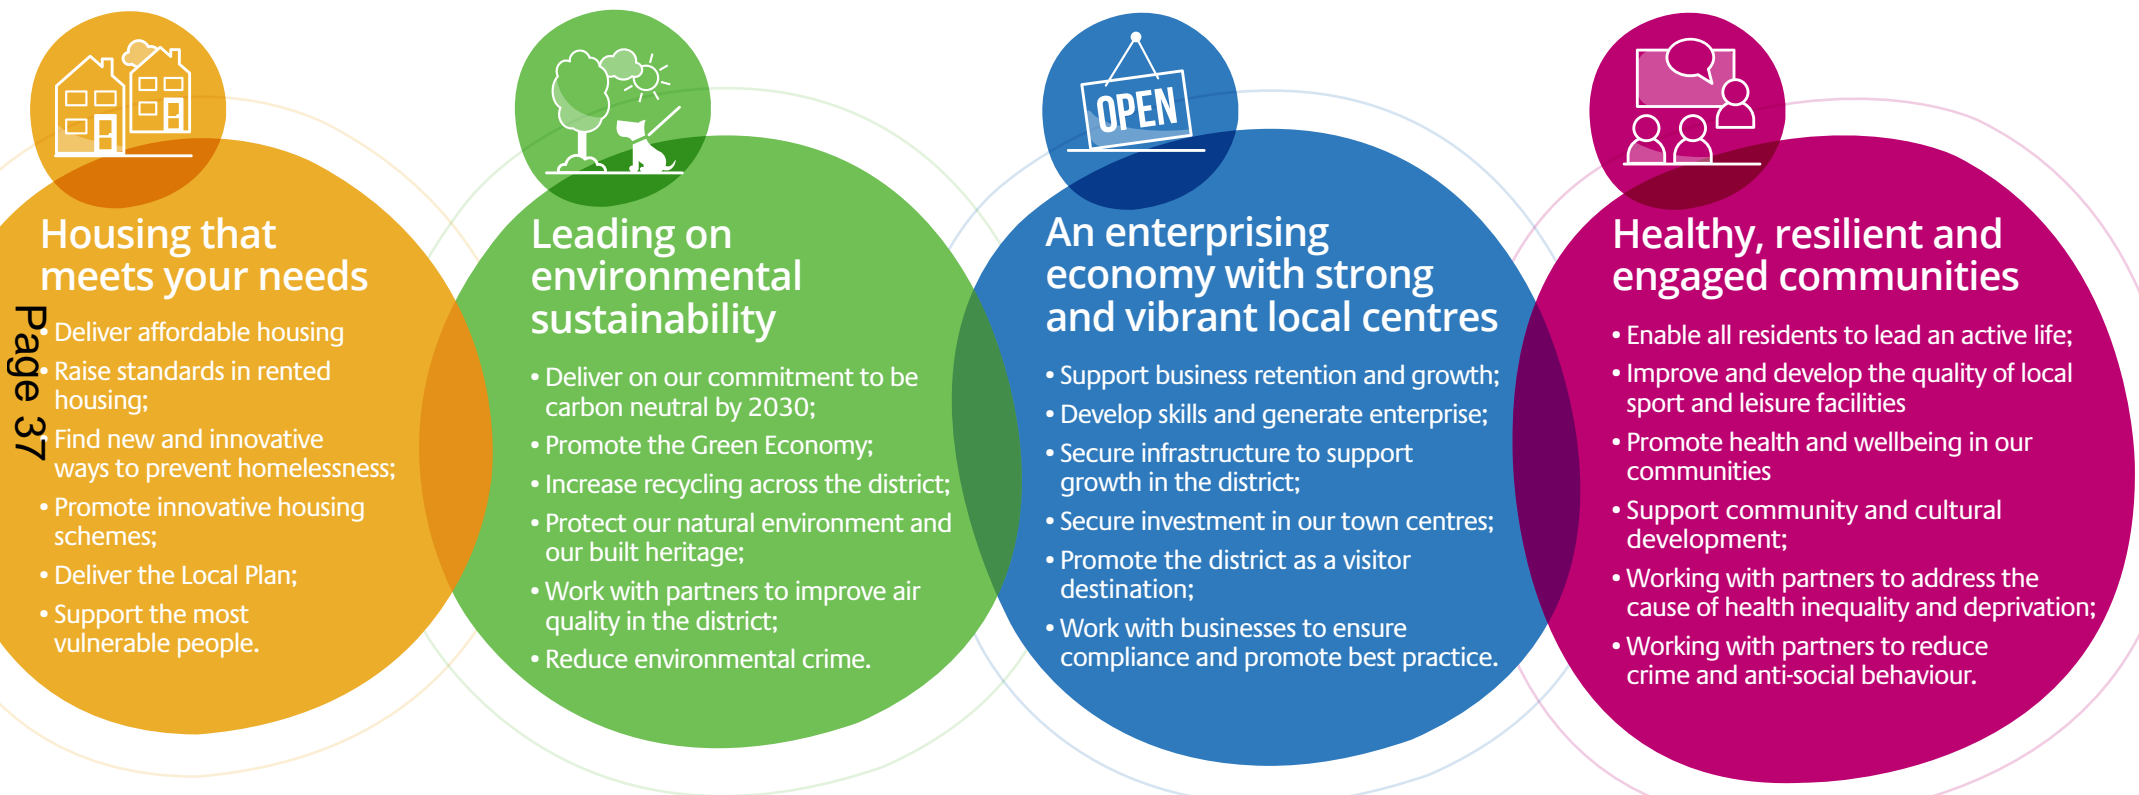 Housing that
meets your needs
• Deliver affordable housing
• Raise standards in rented
housing;
• Find new and innovative
ways to prevent homelessness;
• Promote innovative housing
schemes;
• Deliver the Local Plan;
• Support the most
vulnerable people.
Page 37
Leading on
environmental
sustainability
• Deliver on our commitment to be
carbon neutral by 2030;
• Promote the Green Economy;
• Increase recycling across the district;
• Protect our natural environment and
our built heritage;
• Work with partners to improve air
quality in the district;
• Reduce environmental crime.
OPEN
An enterprising
economy with strong
and vibrant local centres
• Support business retention and growth;
• Develop skills and generate enterprise;
• Secure infrastructure to support
growth in the district;
• Secure investment in our town centres;
• Promote the district as a visitor
destination;
• Work with businesses to ensure
compliance and promote best practice.
Healthy, resilient and
engaged communities
• Enable all residents to lead an active life;
• Improve and develop the quality of local
sport and leisure facilities
• Promote health and wellbeing in our
communities
• Support community and cultural
development;
• Working with partners to address the
cause of health inequality and deprivation;
• Working with partners to reduce
crime and anti-social behaviour.